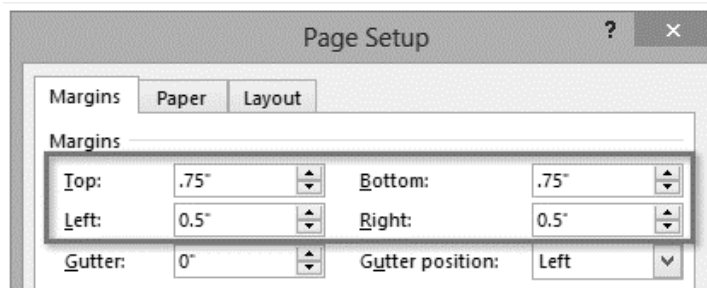 Page Setup ? ×
Margins Paper Layout
Margins
Top: .75" Bottom: .75"
Left: 0.5" Right: 0.5"
Gutter: 0" Gutter position: Left